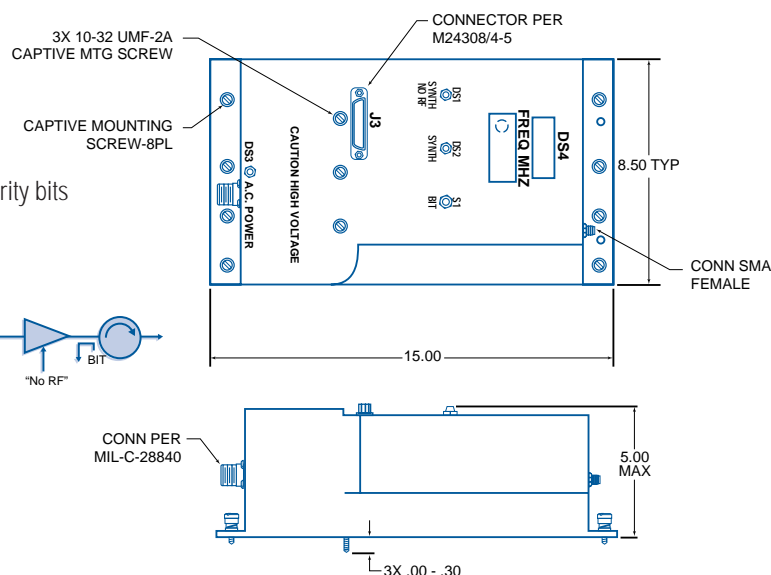 3X 10-32 UMF-2A
CAPTIVE MTG SCREW
CONNECTOR PER
M24308/4-5
CAPTIVE MOUNTING
SCREW-8PL
J3
DS1
SYNTH
NO RF
DS2
SYNTH
S1
BIT
FREQ MHZ
DS4
DS3
A.C. POWER
CAUTION HIGH VOLTAGE
8.50 TYP
rity bits
CONN SMA
FEMALE
15.00
BIT
“No RF”
CONN PER
MIL-C-28840
5.00
MAX
3X .00 - .30